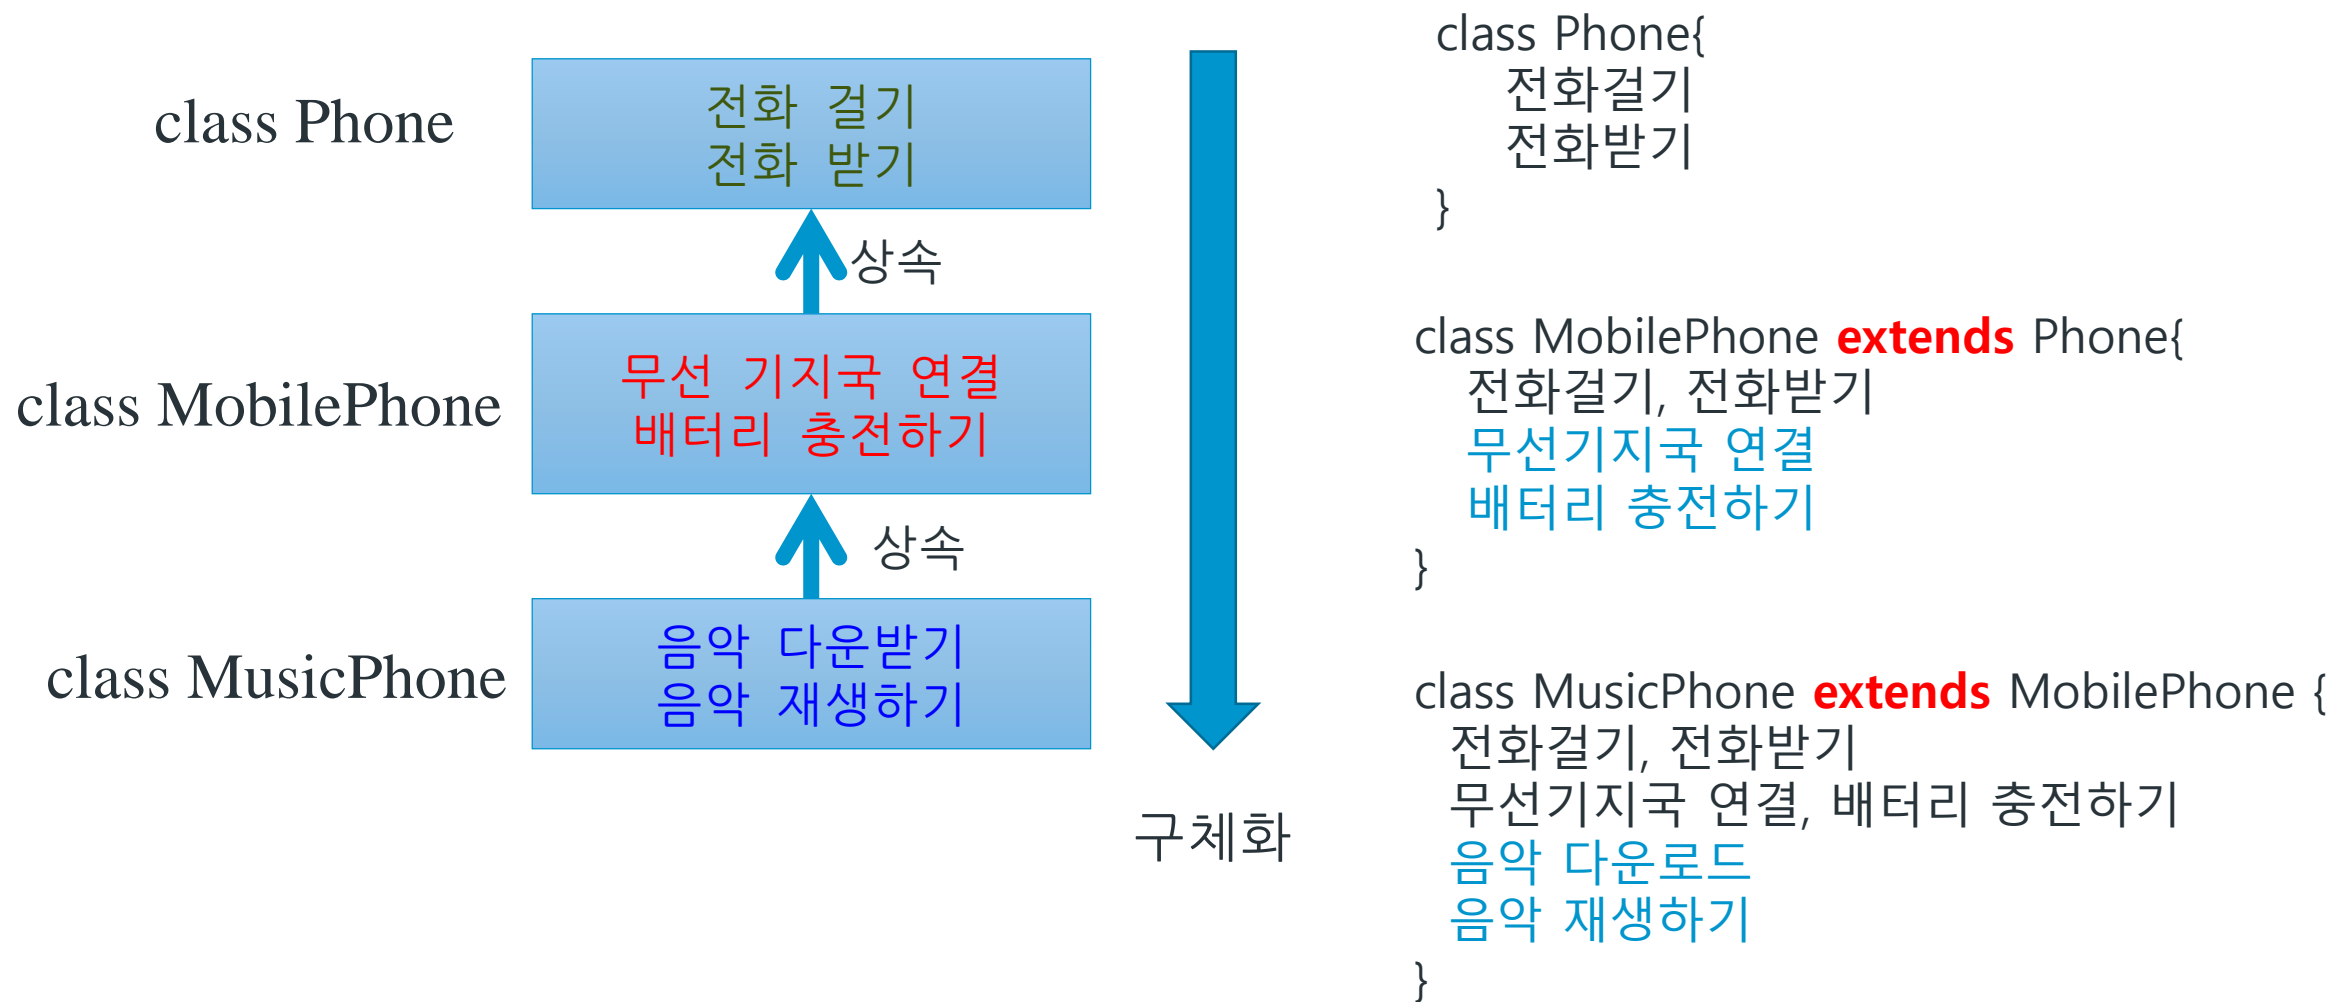 class Phone
전화 걸기
전화 받기
상속
class MobilePhone
무선 기지국 연결
배터리 충전하기
상속
class MusicPhone
음악 다운받기
음악 재생하기
구체화
class Phone{
전화걸기
전화받기
}
class MobilePhone extends Phone{
전화걸기, 전화받기
무선기지국 연결
배터리 충전하기
}
class MusicPhone extends MobilePhone {
전화걸기, 전화받기
무선기지국 연결, 배터리 충전하기
음악 다운로드
음악 재생하기
}